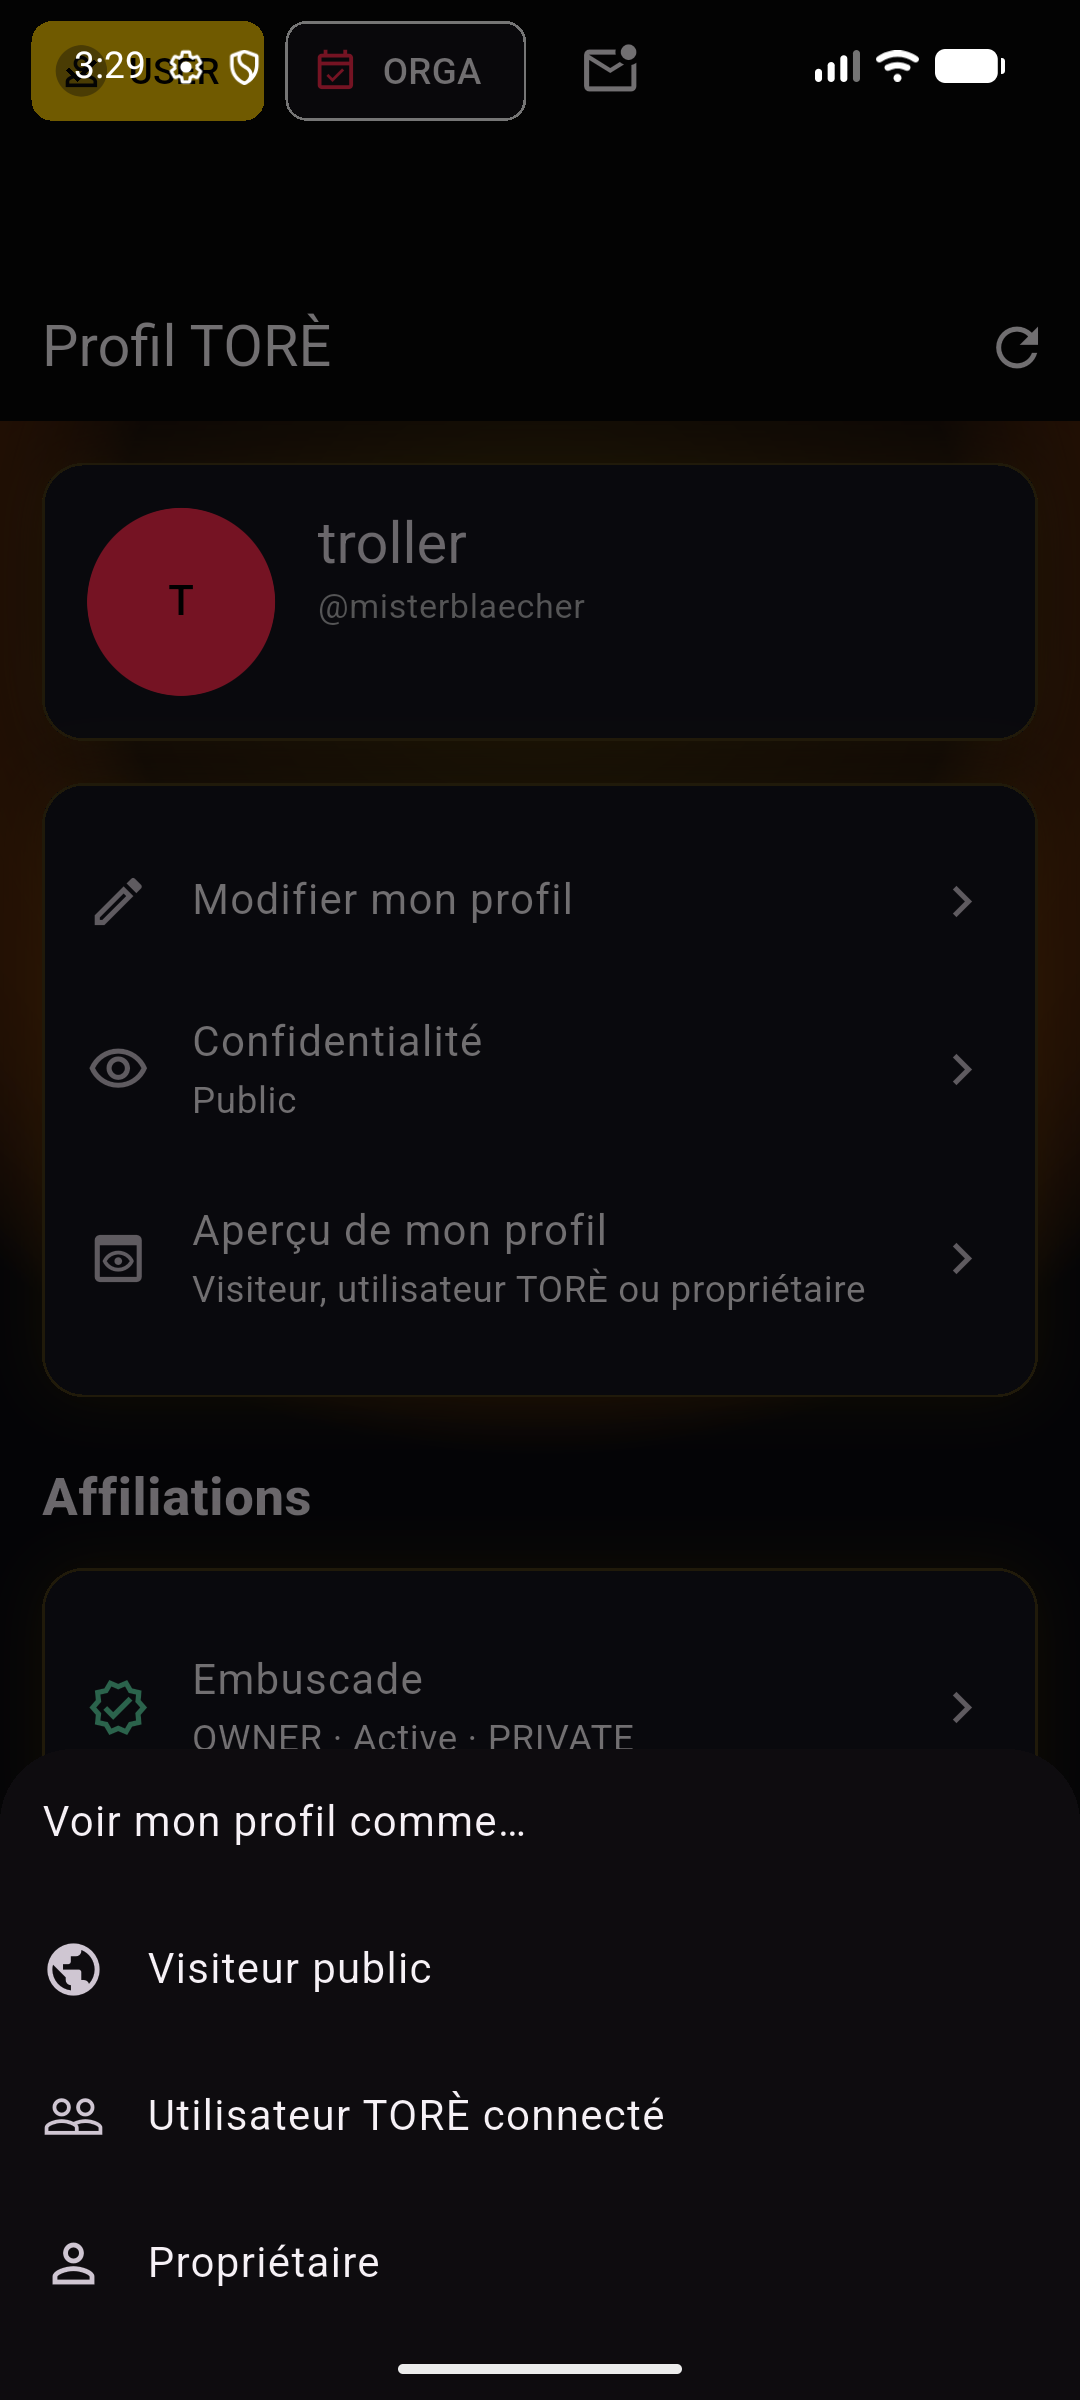 3:29
USER
ORGA
Profil TORÈ
T
troller
@misterblaecher
Modifier mon profil
Confidentialité
Public
Aperçu de mon profil
Visiteur, utilisateur TORÈ ou propriétaire
Affiliations
Embuscade
OWNER · Active · PRIVATE
Voir mon profil comme…
Visiteur public
Utilisateur TORÈ connecté
Propriétaire